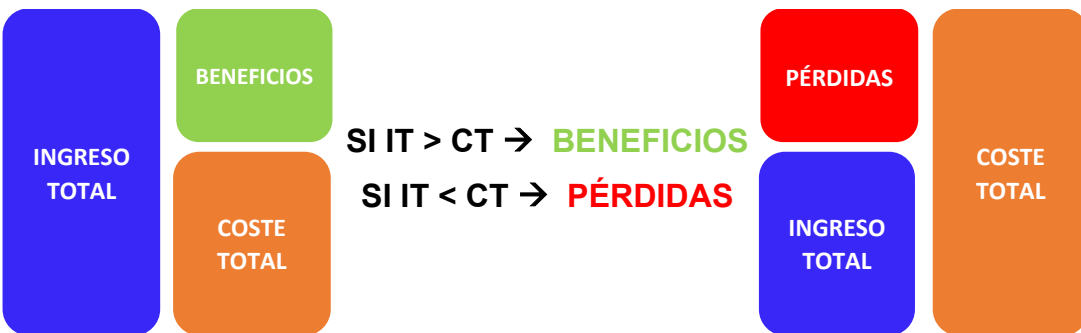 INGRESO
TOTAL
BENEFICIOS
COSTE
TOTAL
SI IT > CT → BENEFICIOS
SI IT < CT → PÉRDIDAS
PÉRDIDAS
INGRESO
TOTAL
COSTE
TOTAL